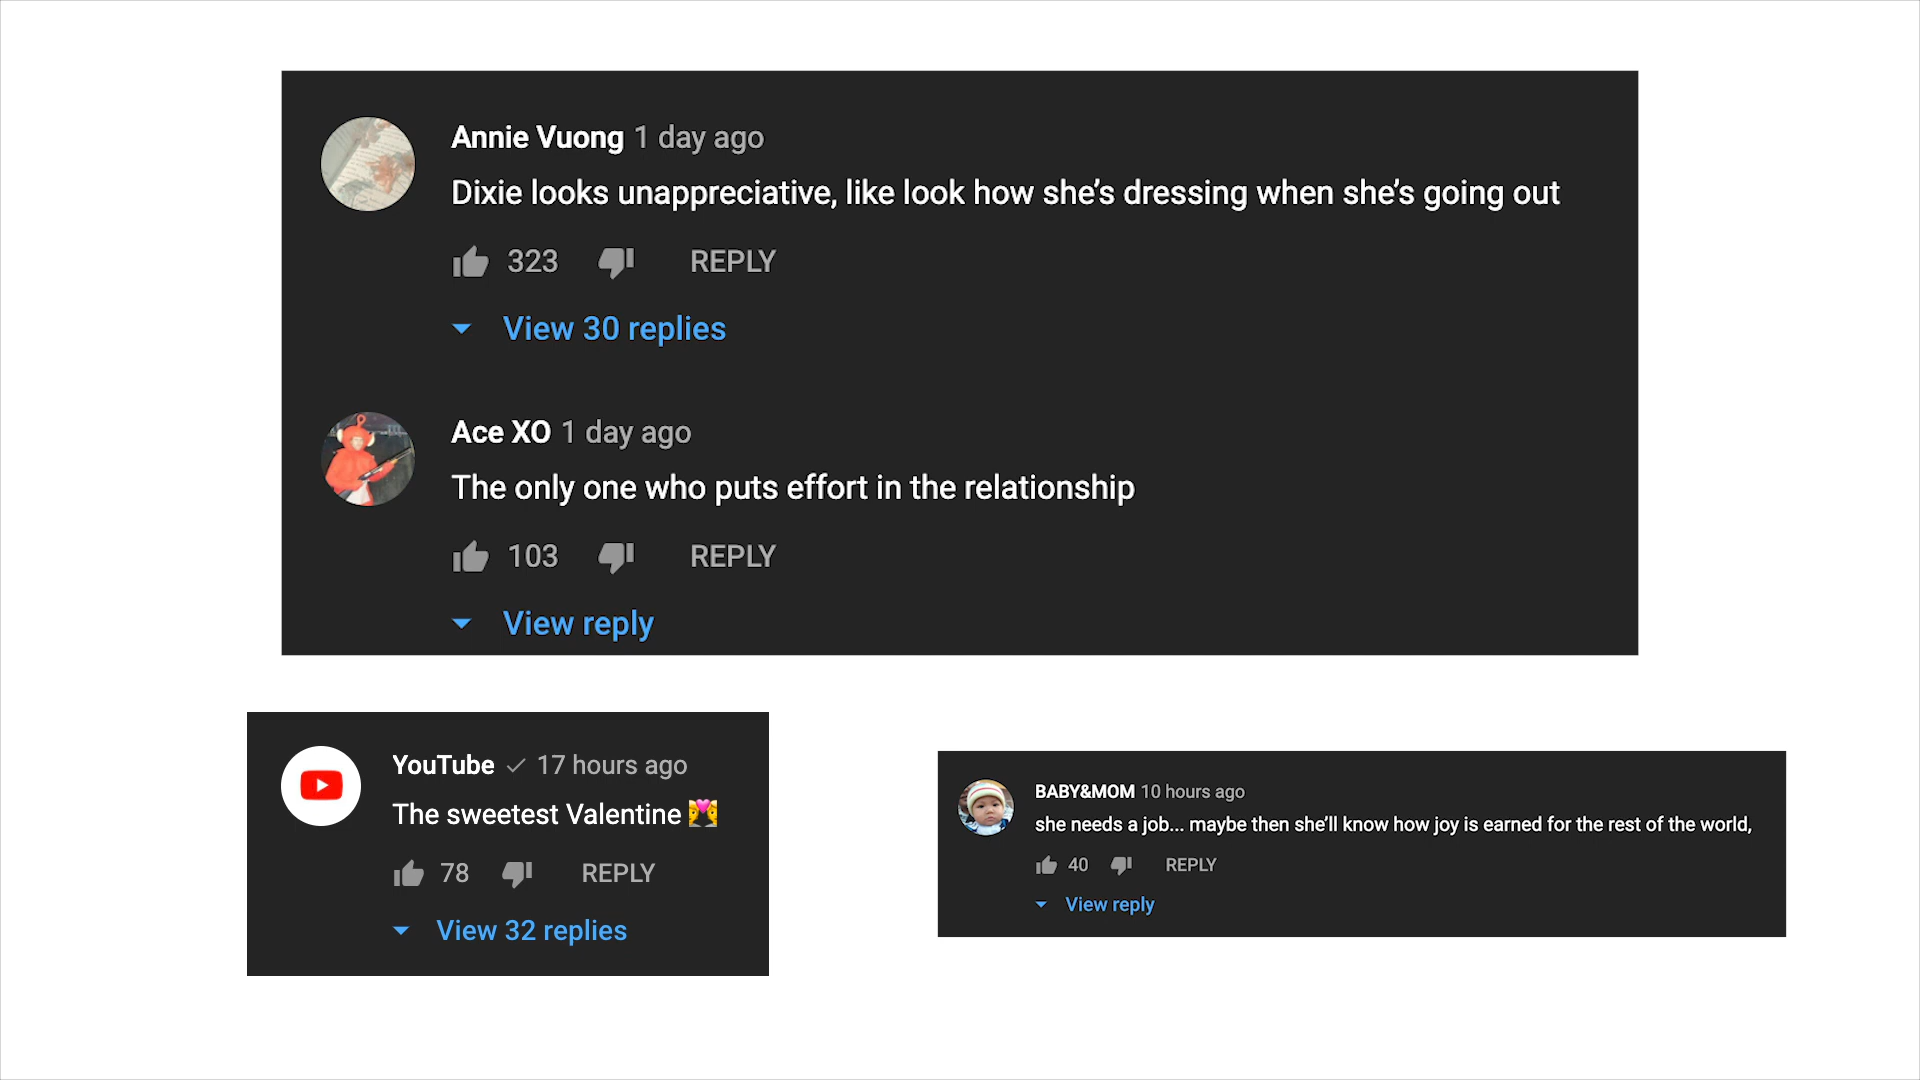 Annie Vuong 1 day ago
Dixie looks unappreciative, like look how she’s dressing when she’s going out
323 REPLY
View 30 replies
Ace XO 1 day ago
The only one who puts effort in the relationship
103 REPLY
View reply
YouTube 17 hours ago
The sweetest Valentine 💏
78 REPLY
View 32 replies
BABY&MOM 10 hours ago
she needs a job... maybe then she’ll know how joy is earned for the rest of the world,
40 REPLY
View reply